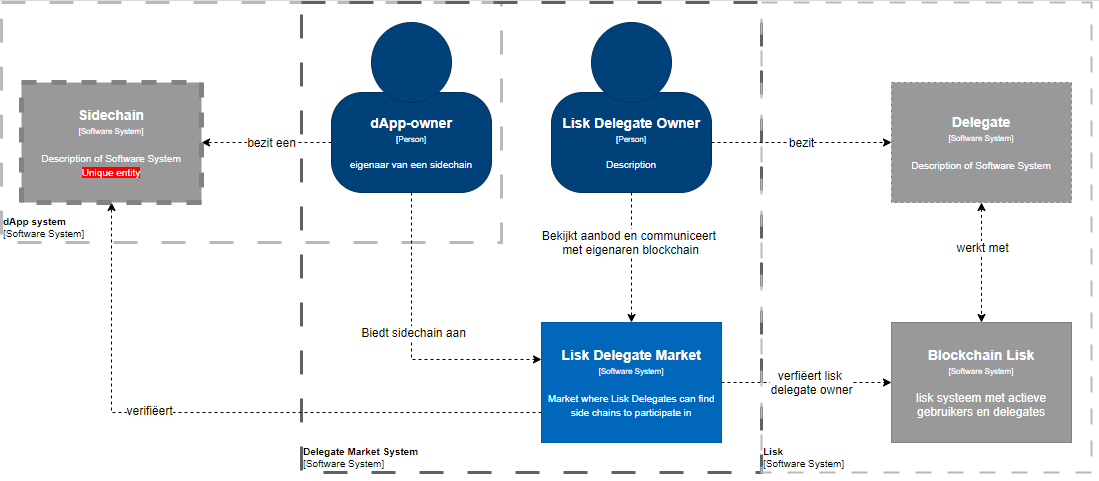 Sidechain
[Software System]
Description of Software System
Unique entity
dApp system
[Software System]
bezit een
dApp-owner
[Person]
eigenaar van een sidechain
Lisk Delegate Owner
[Person]
Description
bezit
Delegate
[Software System]
Description of Software System
Bekijkt aanbod en communiceert
met eigenaren blockchain
werkt met
Biedt sidechain aan
Lisk Delegate Market
[Software System]
Market where Lisk Delegates can find
side chains to participate in
verfiëert lisk
delegate owner
Blockchain Lisk
[Software System]
lisk systeem met actieve
gebruikers en delegates
verifiëert
Delegate Market System
[Software System]
Lisk
[Software System]